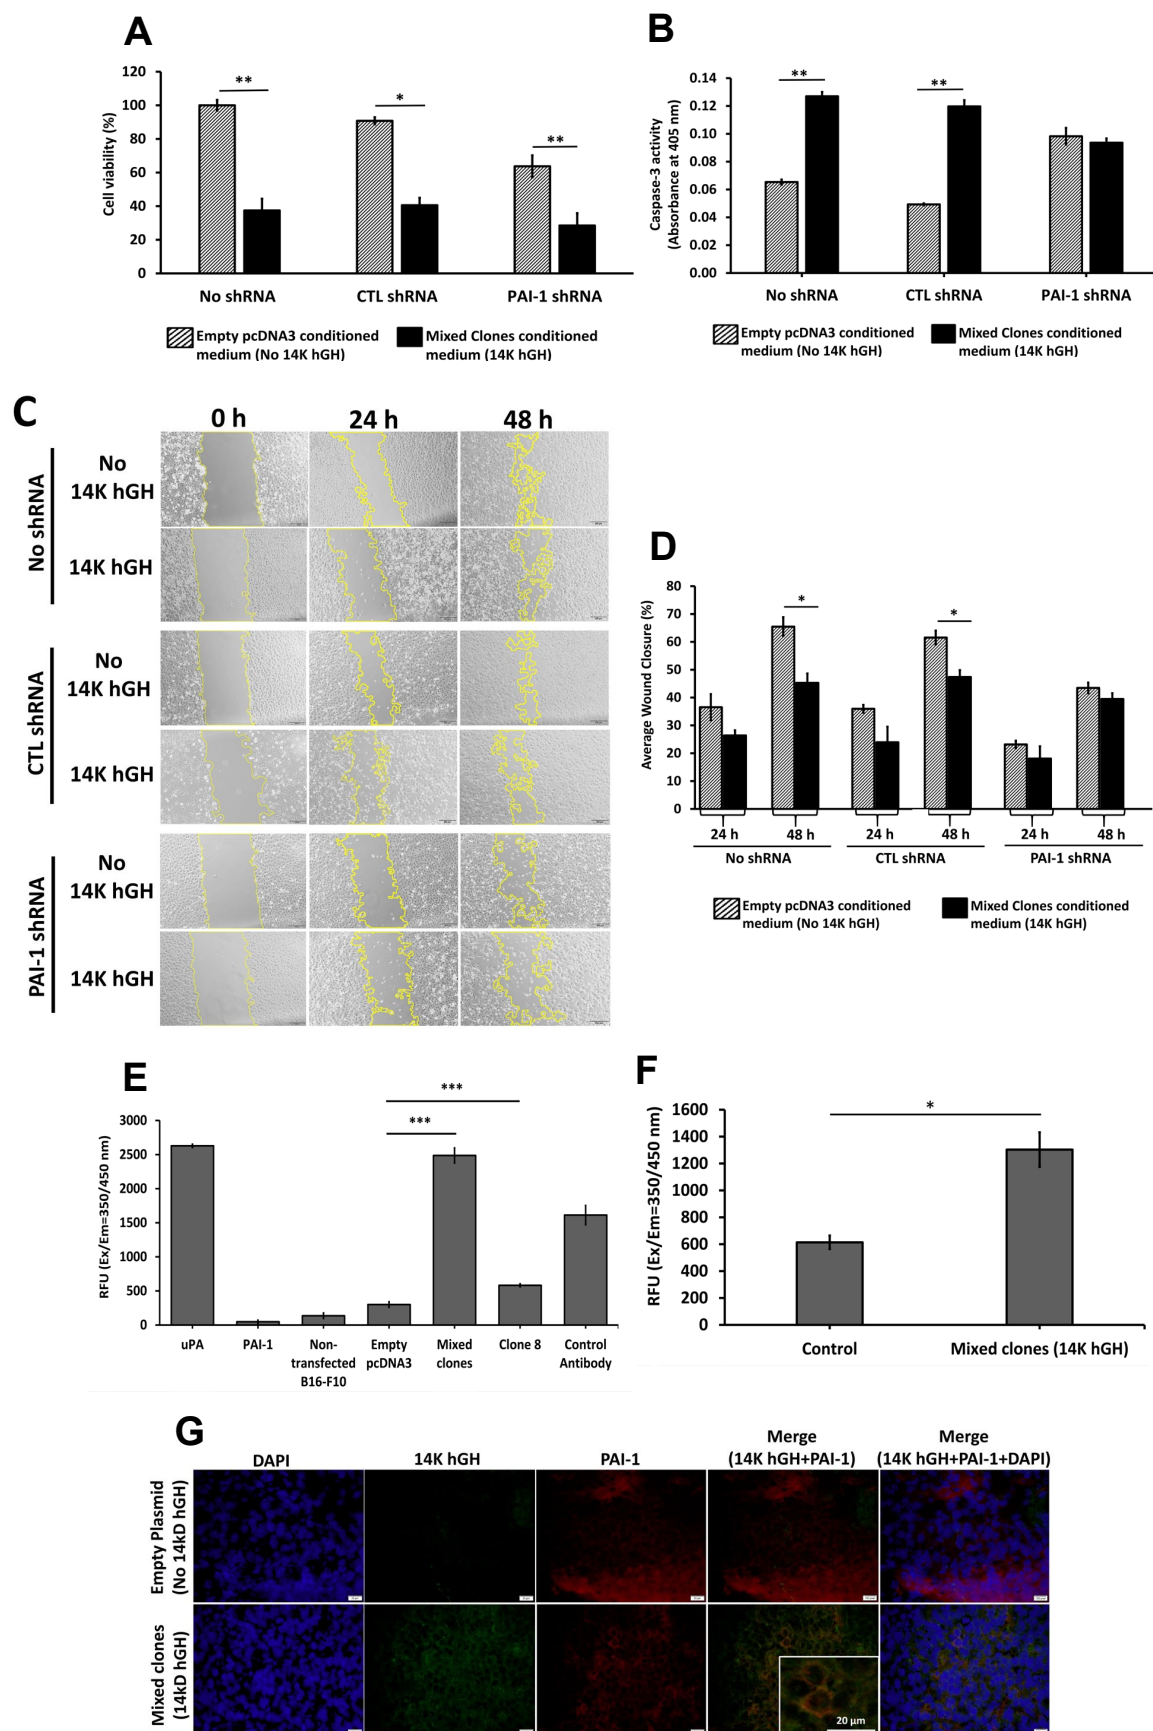 A
Cell viability (%)
120
100
80
60
40
20
0
**
*
**
No shRNA
CTL shRNA
PAI-1 shRNA
Empty pcDNA3 conditioned
medium (No 14K hGH)
Mixed Clones conditioned
medium (14K hGH)
B
Caspase-3 activity
(Absorbance at 405 nm)
0.14
0.12
0.10
0.08
0.06
0.04
0.02
0.00
**
**
No shRNA
CTL shRNA
PAI-1 shRNA
Empty pcDNA3 conditioned
medium (No 14K hGH)
Mixed Clones conditioned
medium (14K hGH)
C
0 h
24 h
48 h
No shRNA
No
14K hGH
14K hGH
CTL shRNA
No
14K hGH
14K hGH
PAI-1 shRNA
No
14K hGH
14K hGH
D
Average Wound Closure (%)
80
70
60
50
40
30
20
10
0
*
*
24 h
48 h
24 h
48 h
24 h
48 h
No shRNA
CTL shRNA
PAI-1 shRNA
Empty pcDNA3 conditioned
medium (No 14K hGH)
Mixed Clones conditioned
medium (14K hGH)
E
RFU (Ex/Em=350/450 nm)
3000
2500
2000
1500
1000
500
0
***
***
uPA
PAI-1
Non-
transfected
B16-F10
Empty
pcDNA3
Mixed
clones
Clone 8
Control
Antibody
F
RFU (Ex/Em=350/450 nm)
1600
1400
1200
1000
800
600
400
200
0
*
Control
Mixed clones (14K hGH)
G
DAPI
14K hGH
PAI-1
Merge
(14K hGH+PAI-1)
Merge
(14K hGH+PAI-1+DAPI)
Empty Plasmid
(No 14kD hGH)
Mixed clones
(14kD hGH)
20 µm